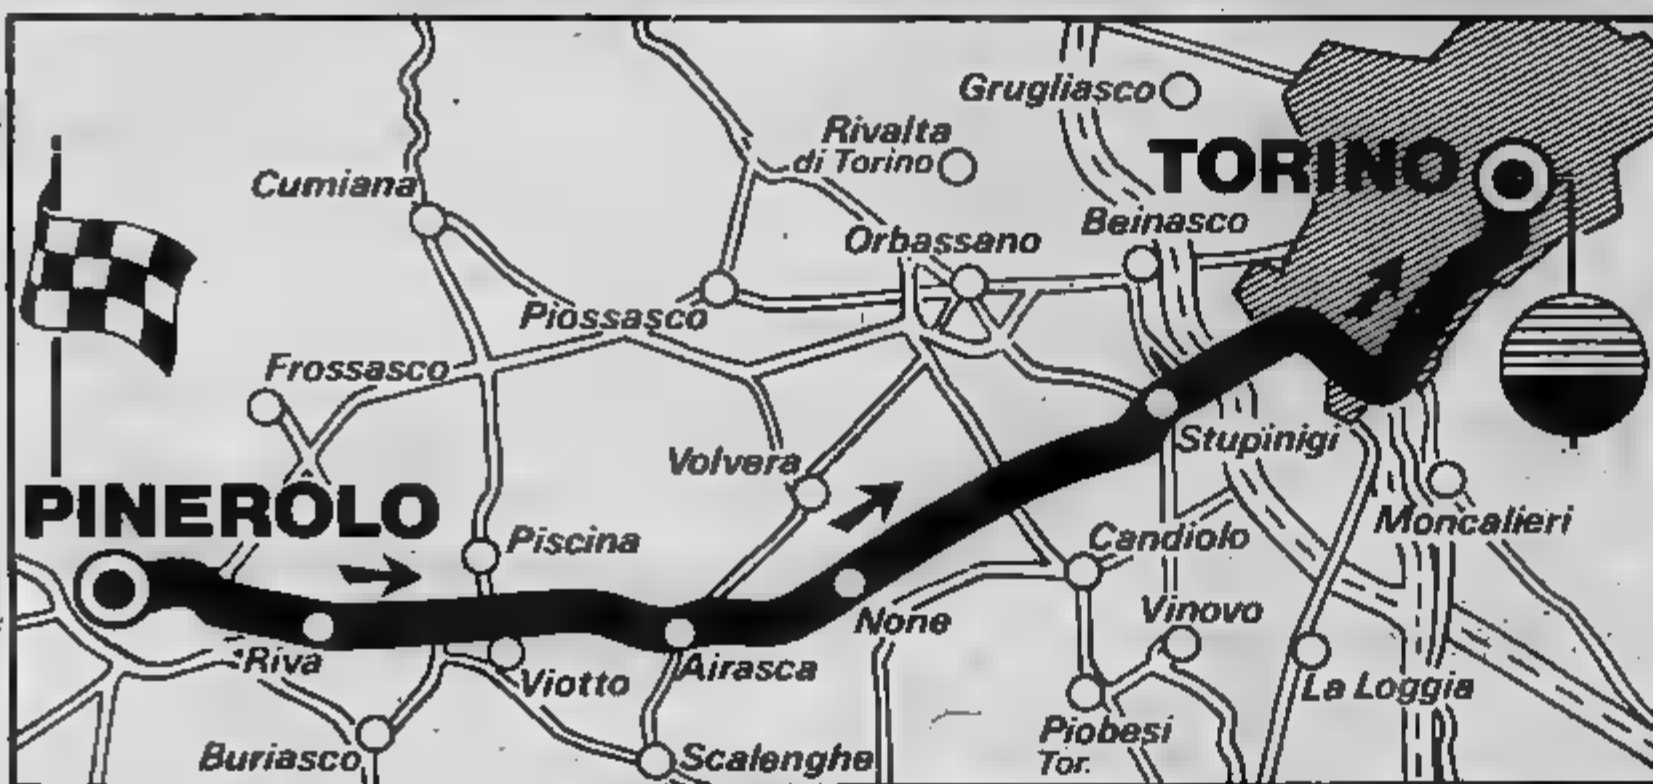 Grugliasco
Rivalta
di Torino
TORINO
Cumiana
Beinasco
Orbassano
Piossasco
Frossasco
Stupinigi
Volvera
PINEROLO
Moncalieri
Piscina
Candiolo
Vinovo
None
Riva
Airasca
Viotto
La Loggia
Piobesi
Tor.
Buriasco
Scalenghe